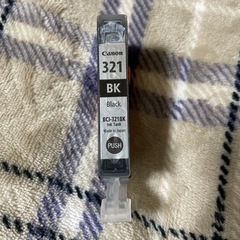 Canon
321
BK
Black
BCI-321BK
Ink Tank
Made in Japan
PUSH